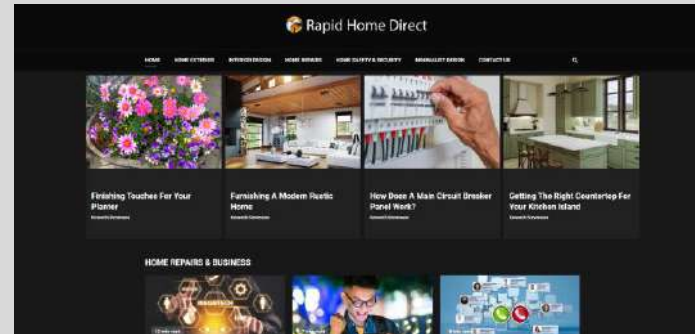 Rapid Home Direct
HOME HOME EXTERIOR INTERIOR DESIGN HOME REPAIRS HOME SAFETY & SECURITY MINIMALIST DESIGN CONTACT US
Finishing Touches For Your
Planter
Furnishing A Modern Rustic
Home
How Does A Main Circuit Breaker
Panel Work?
Getting The Right Countertop For
Your Kitchen Island
HOME REPAIRS & BUSINESS